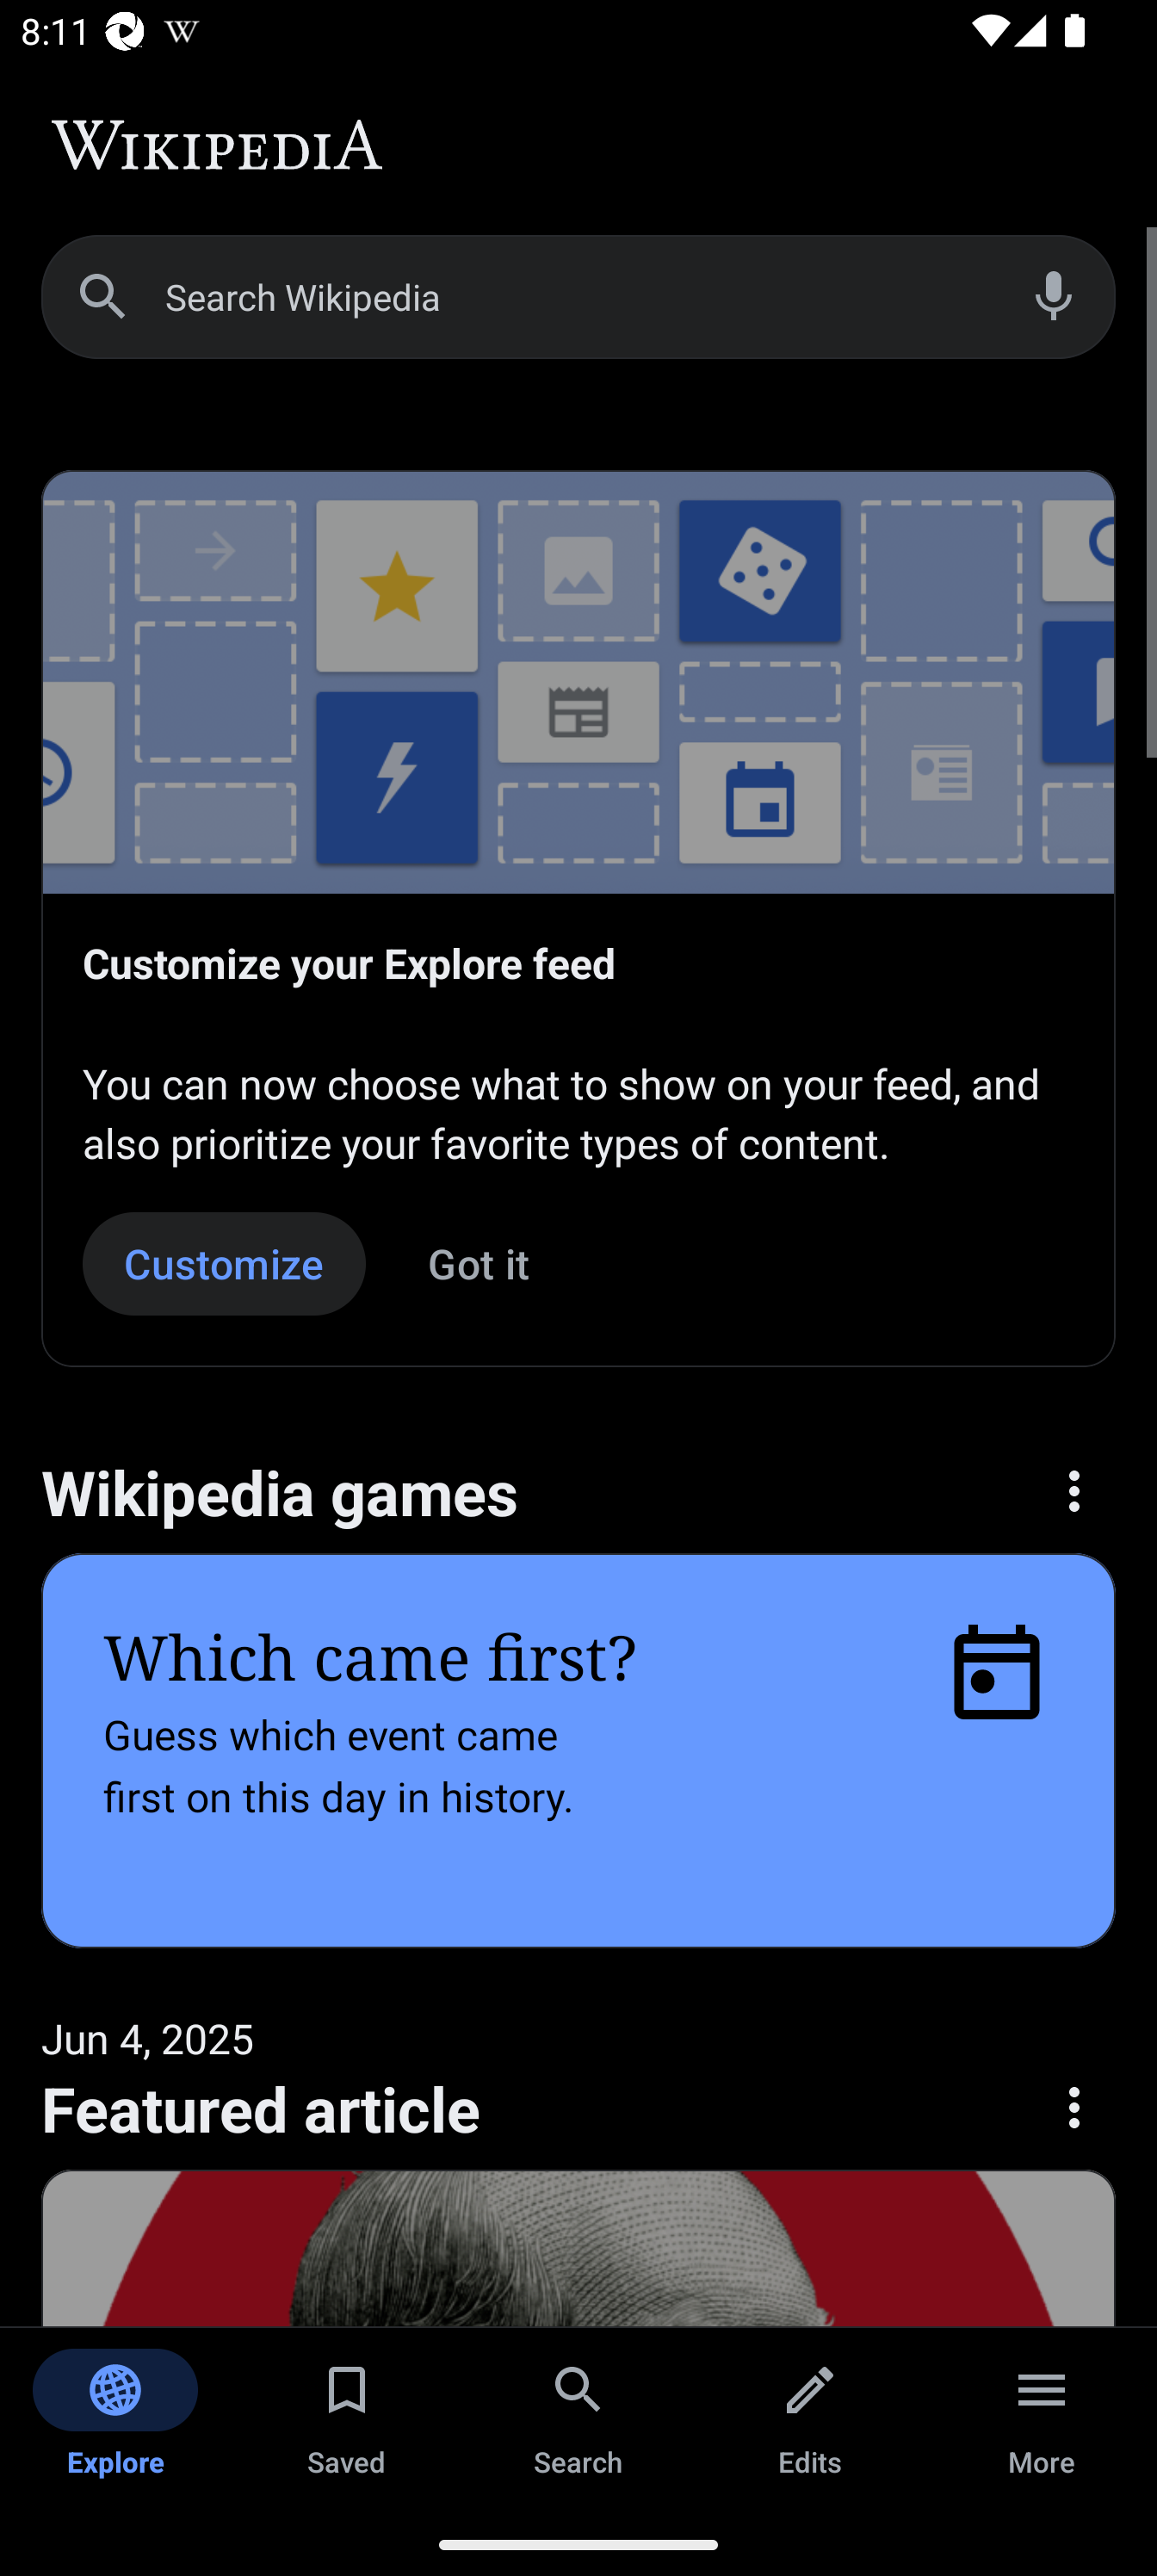 8:11
WIKIPEDIA
Search Wikipedia
Customize your Explore feed
You can now choose what to show on your feed, and
also prioritize your favorite types of content.
Customize
Got it
Wikipedia games
Which came first?
Guess which event came
first on this day in history.
Jun 4, 2025
Featured article
Explore
Saved
Search
Edits
More